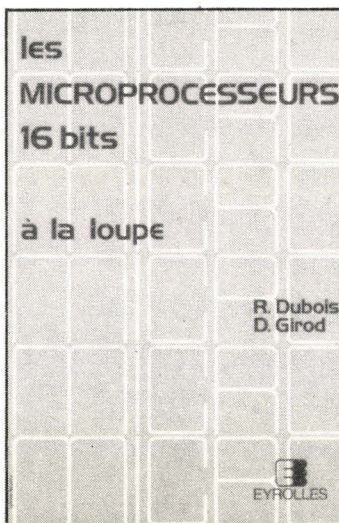 les
MICROPROCESSEURS
16 bits
à la loupe
R. Dubois
D. Girod
EYROLLES